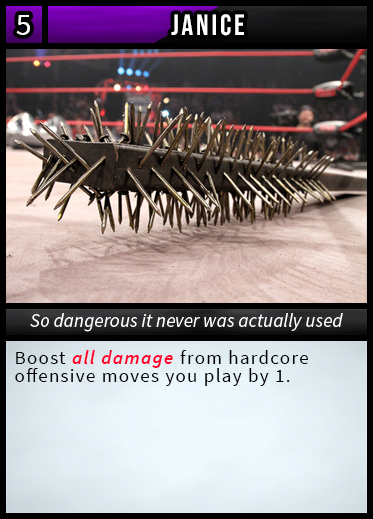 5
JANICE
So dangerous it never was actually used
Boost all damage from hardcore
offensive moves you play by 1.